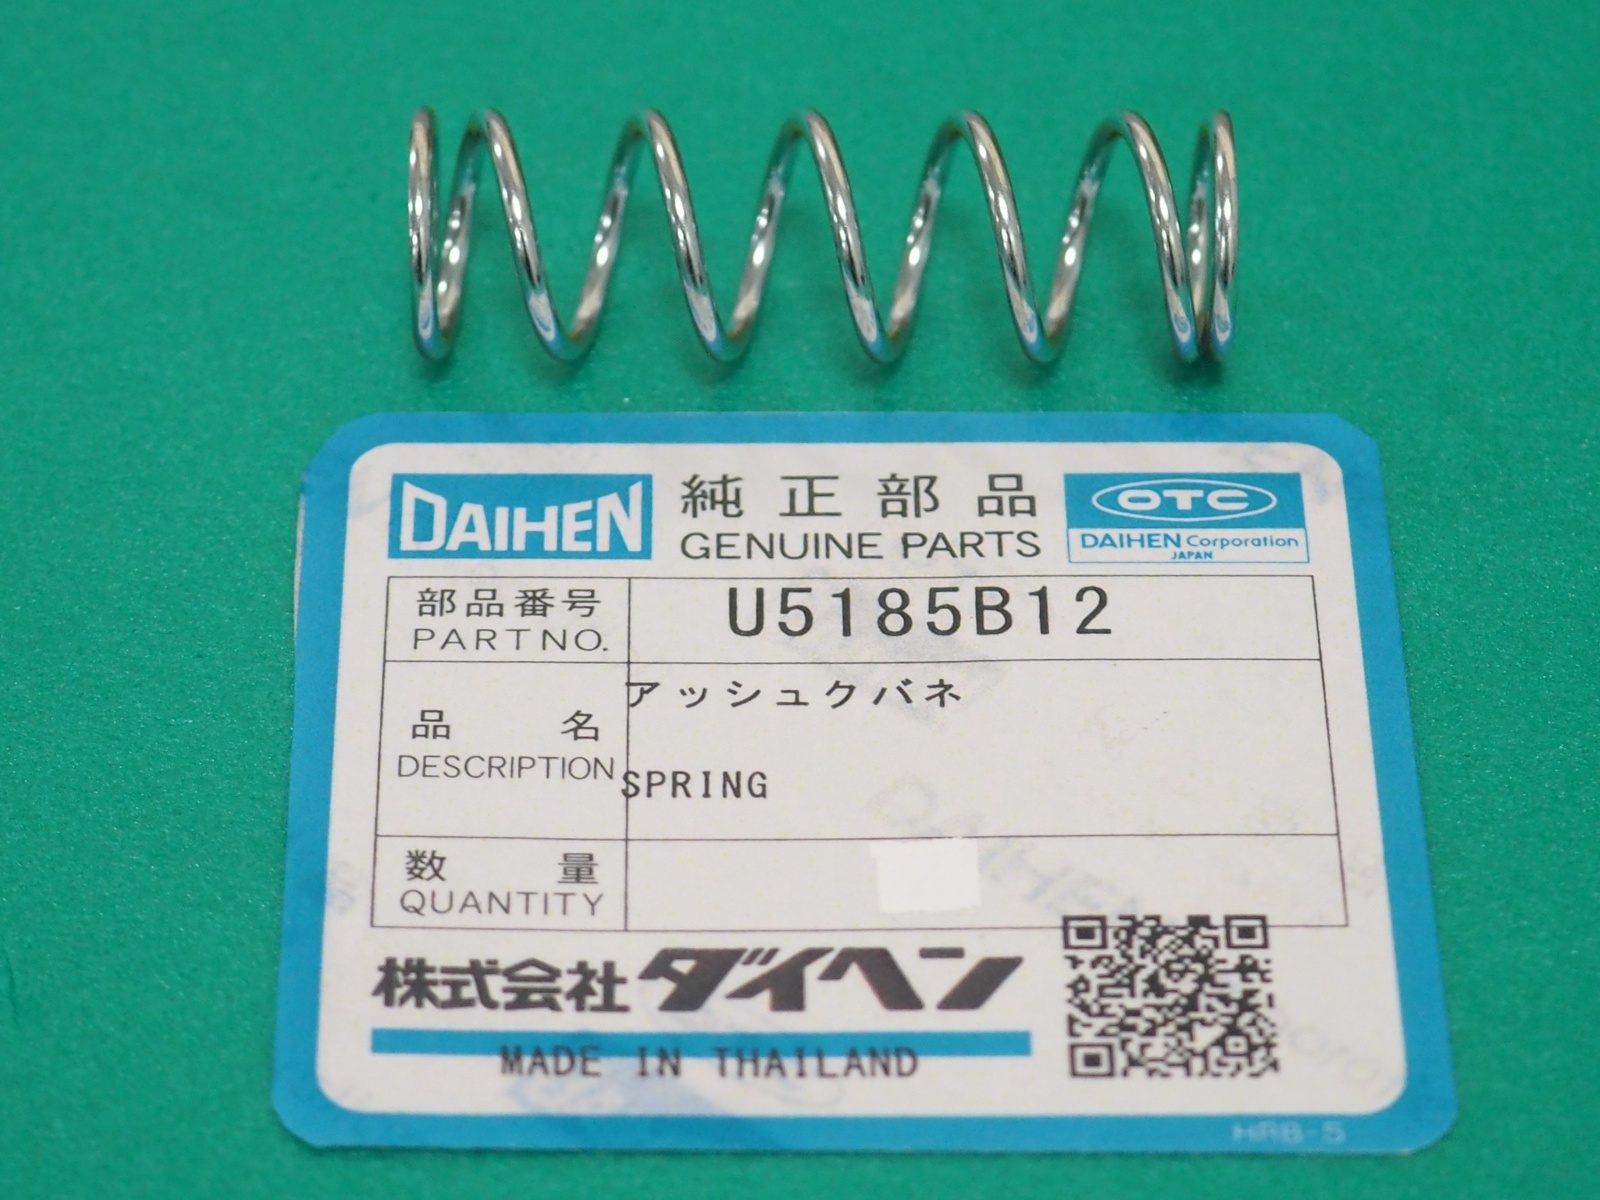 DAIHEN 純正部品 OTC
GENUINE PARTS DAIHEN Corporation
JAPAN
部品番号 U5185B12
PART NO.
品名 アッシュクバネ
DESCRIPTION SPRING
数量
QUANTITY
株式会社ダイヘン
MADE IN THAILAND
HRB-5